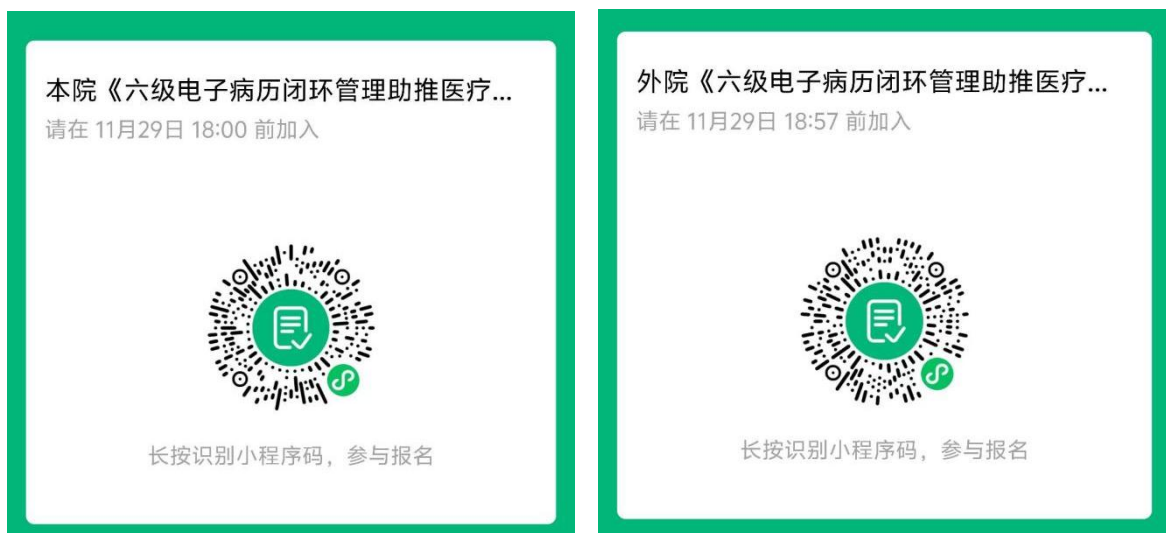 本院《六级电子病历闭环管理助推医疗...
请在 11月29日 18:00 前加入
长按识别小程序码，参与报名
外院《六级电子病历闭环管理助推医疗...
请在 11月29日 18:57 前加入
长按识别小程序码，参与报名